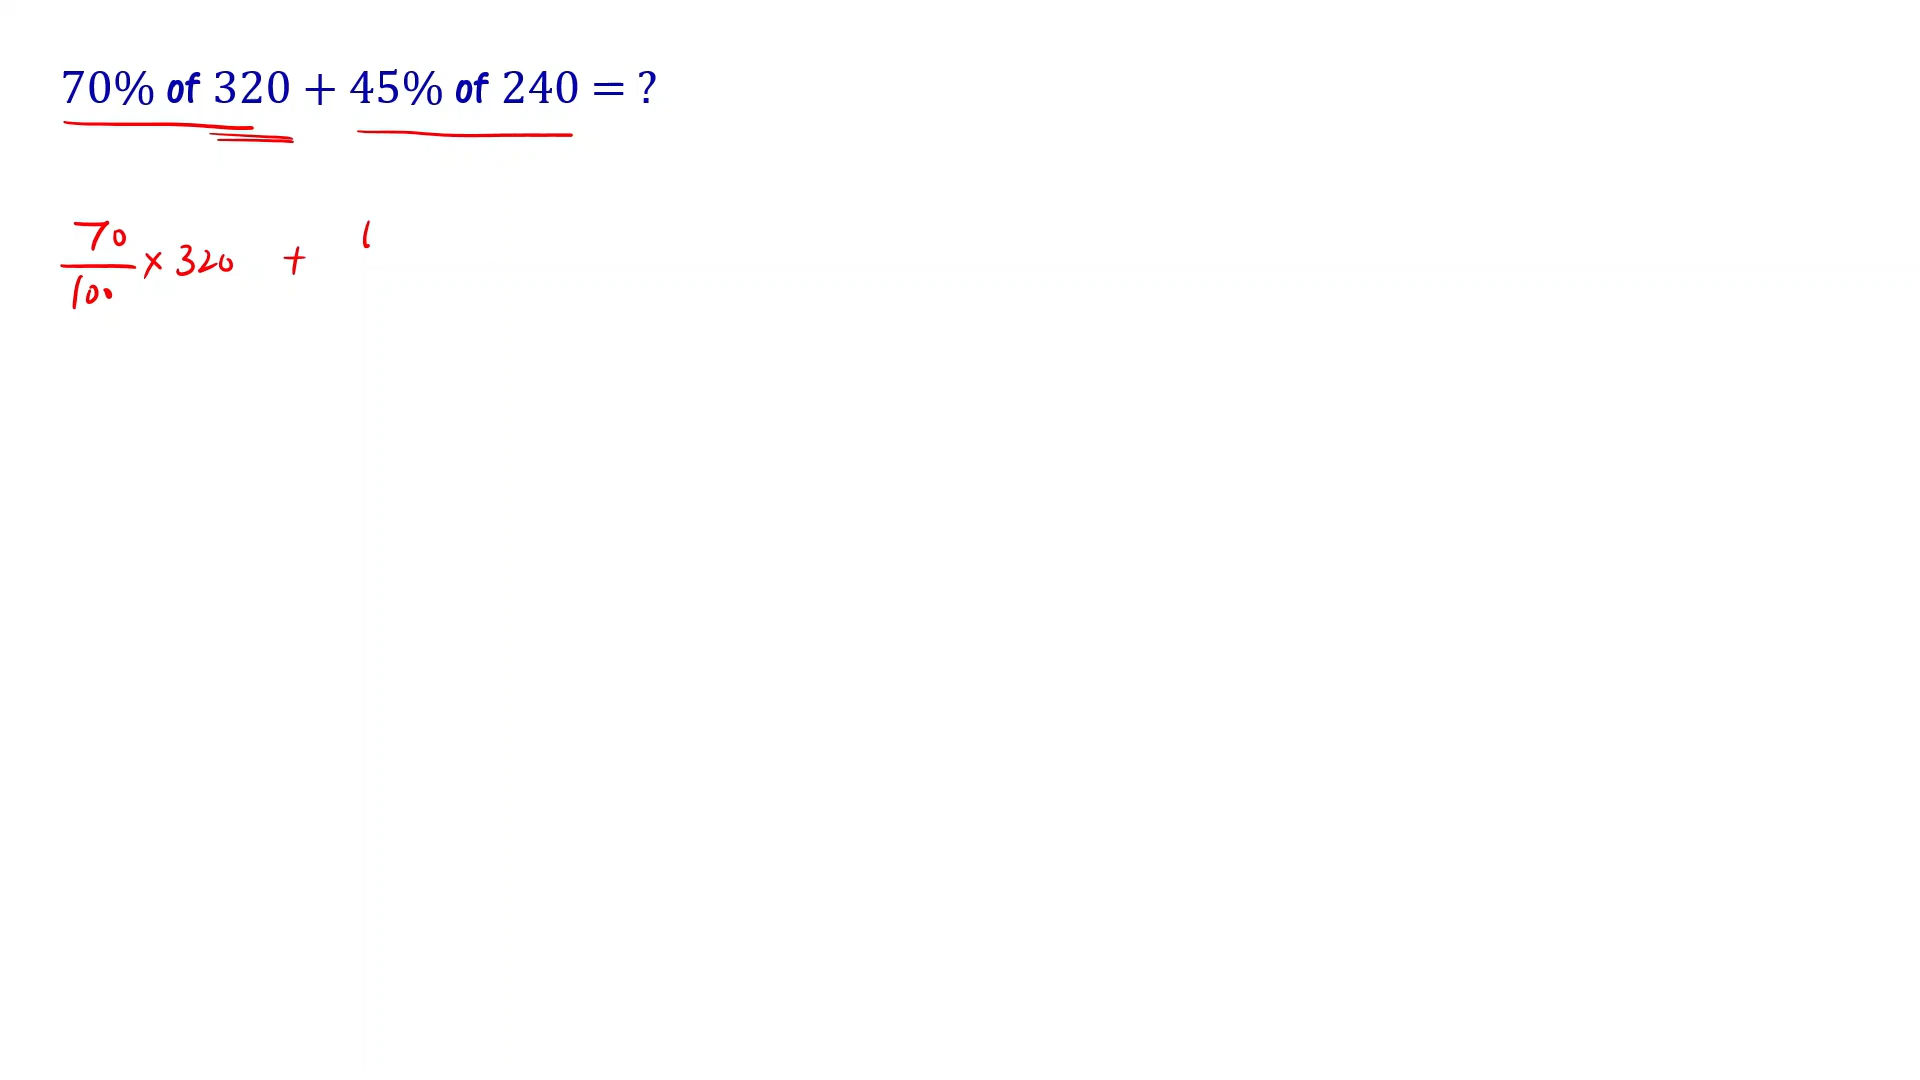 70% of 320 + 45% of 240 = ?
70/100 × 320 +